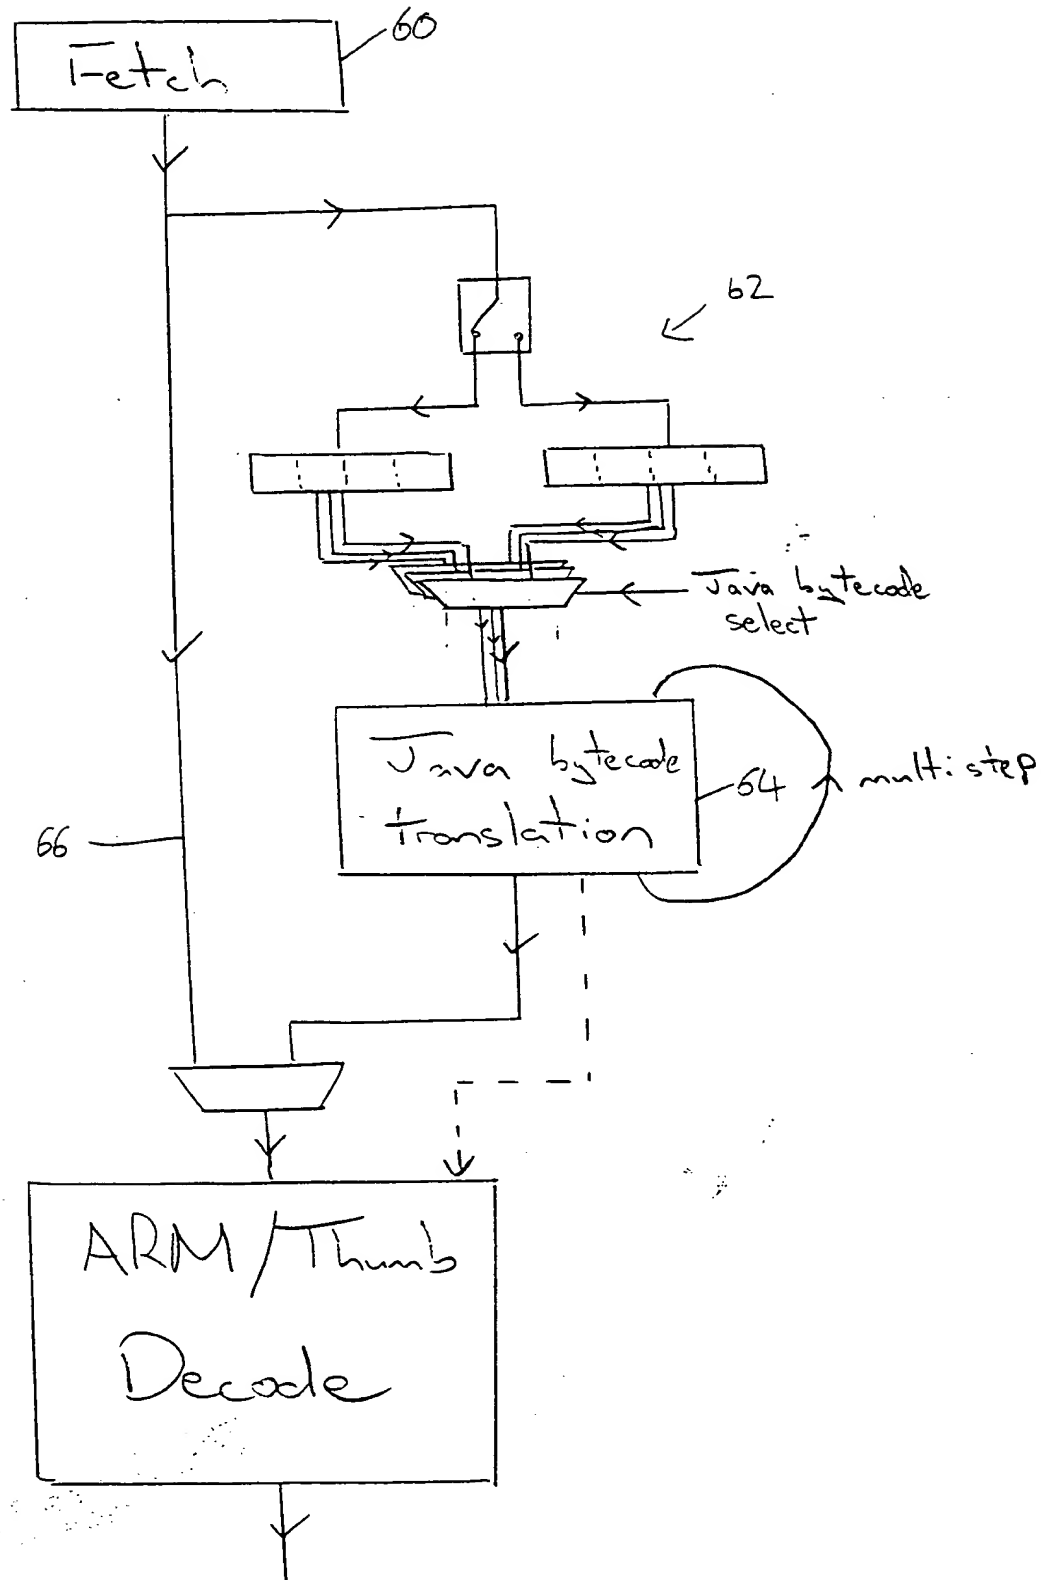 Fetch
60
62
Java bytecode
select
Java bytecode
translation
64
multistep
66
ARM/Thumb
Decode